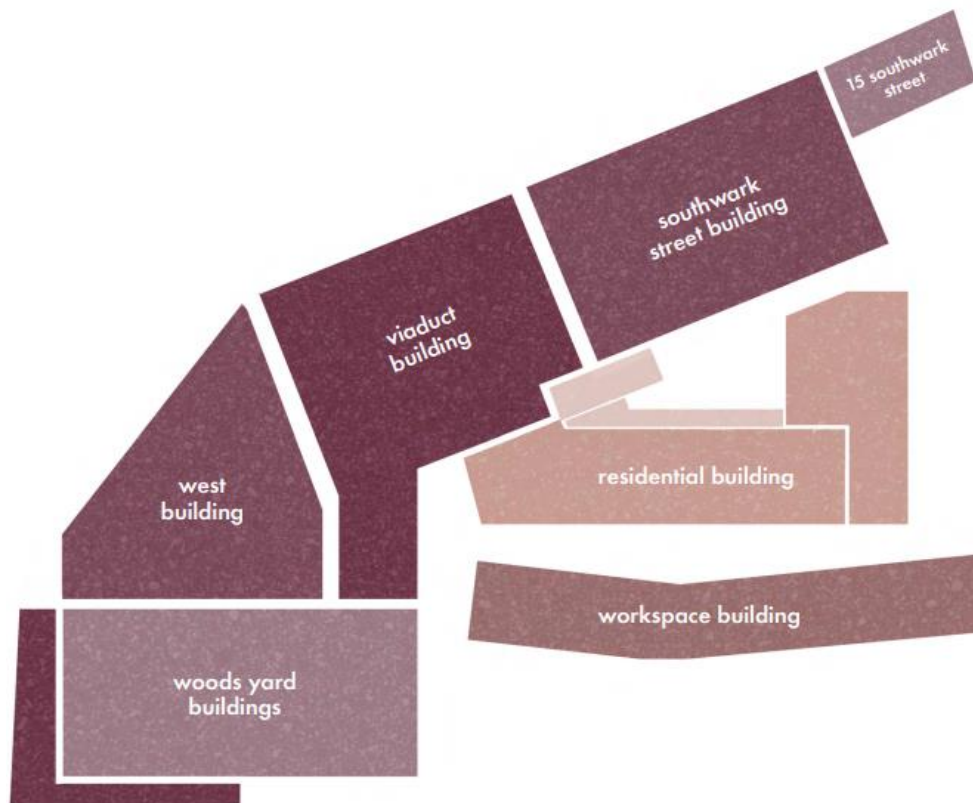 15 southwark
street
southwark
street building
viaduct
building
west
building
residential building
workspace building
woods yard
buildings